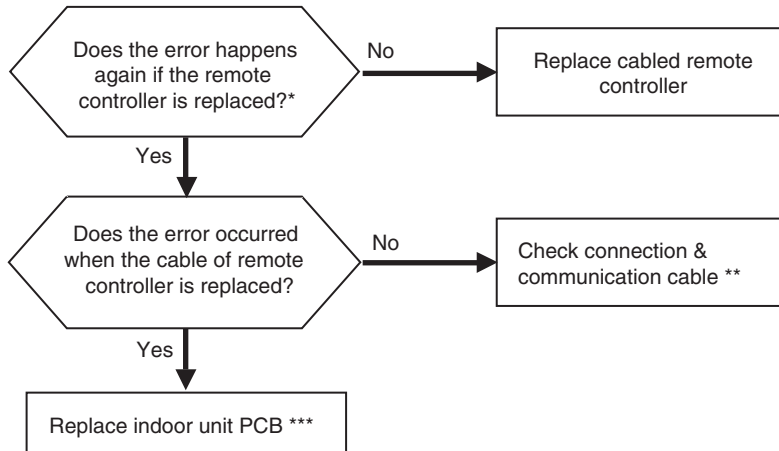 Does the error happens
again if the remote
controller is replaced?*
No
Replace cabled remote
controller
Yes
Does the error occurred
when the cable of remote
controller is replaced?
No
Check connection &
communication cable **
Yes
Replace indoor unit PCB ***